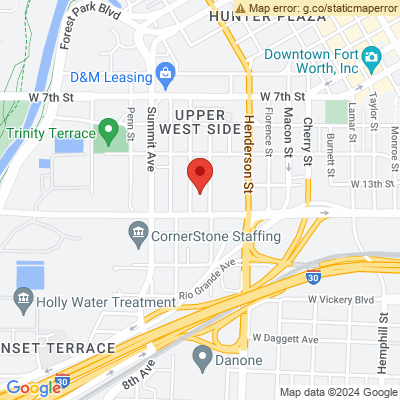 Map error: g.co/staticmaperror
HUNTER PLAZA
Forest Park Blvd
Downtown Fort
Worth, Inc
D&M Leasing
W 7th St
W 7th St
UPPER
WEST SIDE
Trinity Terrace
Penn St
Summit Ave
Henderson St
Florence St
Macon St
Cherry St
Burnett St
Lamar St
Taylor St
Monroe St
W 13th St
CornerStone Staffing
Rio Grande Ave
30
Holly Water Treatment
W Vickery Blvd
NSET TERRACE
W Daggett Ave
Hemphill St
Danone
30
8th Ave
Google
Map data ©2024 Google